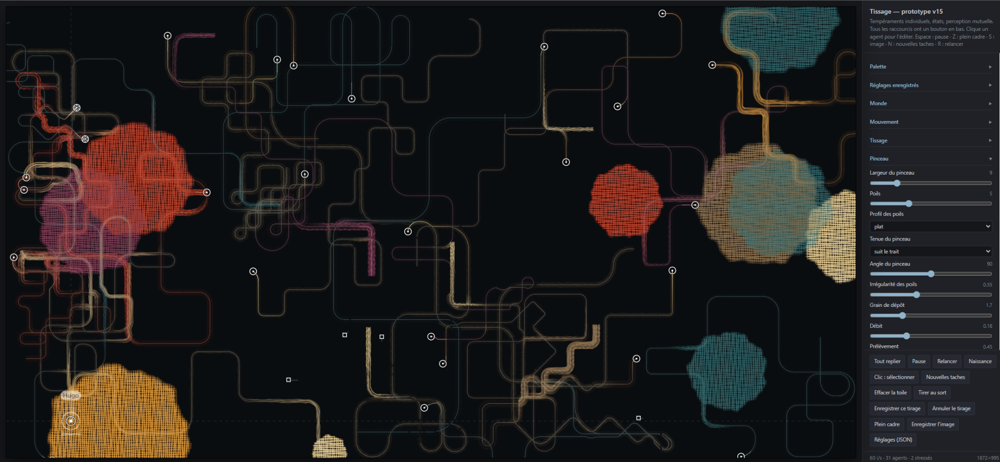 Hugo
Tissage — prototype v15
Tempéraments individuels, états, perception mutuelle.
Tous les raccourcis ont un bouton en bas. Clique un
agent pour l'éditer. Espace : pause · Z : plein cadre · S :
image · N : nouvelles taches · R : relancer
Palette
Réglages enregistrés
Monde
Mouvement
Tissage
Pinceau
Largeur du pinceau 9
Poils 5
Profil des poils
plat
Tenue du pinceau
suit le trait
Angle du pinceau 90
Irrégularité des poils 0.55
Grain de dépôt 1.7
Débit 0.18
Prélèvement 0.45
Tout replier Pause Relancer Naissance
Clic : sélectionner Nouvelles taches
Effacer la toile Tirer au sort
Enregistrer ce tirage Annuler le tirage
Plein cadre Enregistrer l'image
Réglages (JSON)
60 i/s · 31 agents · 2 stressés 1872×995